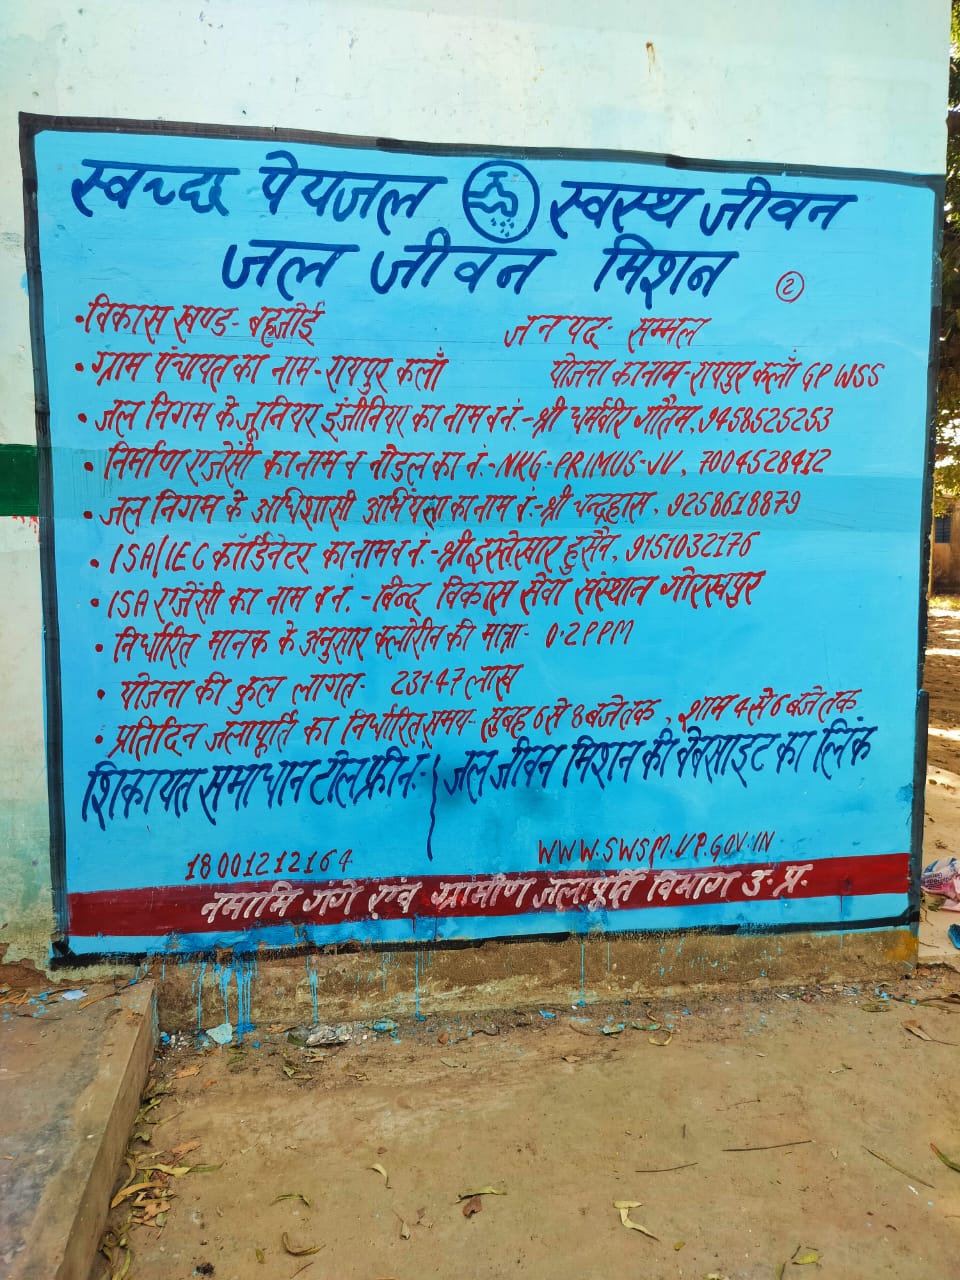 स्वच्छ पेयजल स्वस्थ जीवन
जल जीवन मिशन
२
• विकास खण्ड- बहजोई जनपद- सम्भल
• ग्राम पंचायत का नाम- रायपुर कलाँ योजना का नाम- रायपुर कलाँ GP WSS
• जल निगम के जूनियर इंजीनियर का नाम व नं.- श्री धर्मवीर गौतम, 9458525253
• निर्माण एजेंसी का नाम व नोडल का नं.- NKG-PRIMUS-JV, 7004528412
• जल निगम के अधिशासी अभियंता का नाम व नं.- श्री चन्द्रहास, 9258618879
• ISA/IEC कॉर्डिनेटर का नाम व नं.- श्री इस्तेखार हुसैन, 9151032176
• ISA एजेंसी का नाम व नं. - बिन्द विकास सेवा संस्थान गोरखपुर
• निर्धारित मानक के अनुसार क्लोरीन की मात्रा- 0.2 PPM
• योजना की कुल लागत- 231.47 लाख
• प्रतिदिन जलापूर्ति का निर्धारित समय- सुबह 6 से 8 बजे तक, शाम 4 से 6 बजे तक
शिकायत समाधान टोल फ्री नं.- जल जीवन मिशन की वेबसाइट का लिंक
18001212164 WWW.SWSM.UP.GOV.IN
नमामि गंगे एवं ग्रामीण जलापूर्ति विभाग उ.प्र.